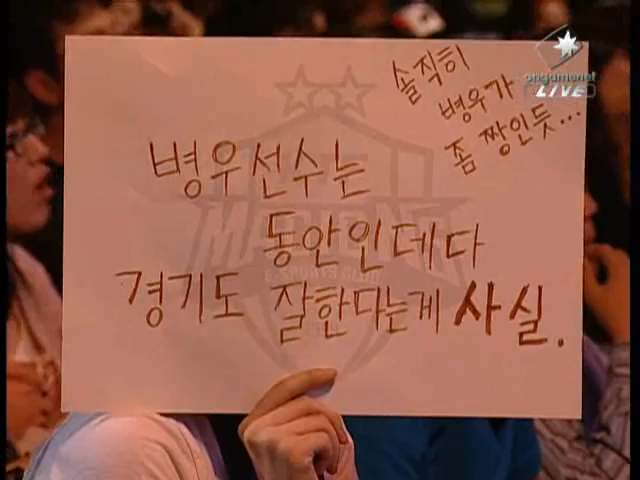 솔직히
병우가
좀 짱인듯...
병우선수는
동안인데다
경기도 잘한다는게 사실.
ongamenet
LIVE